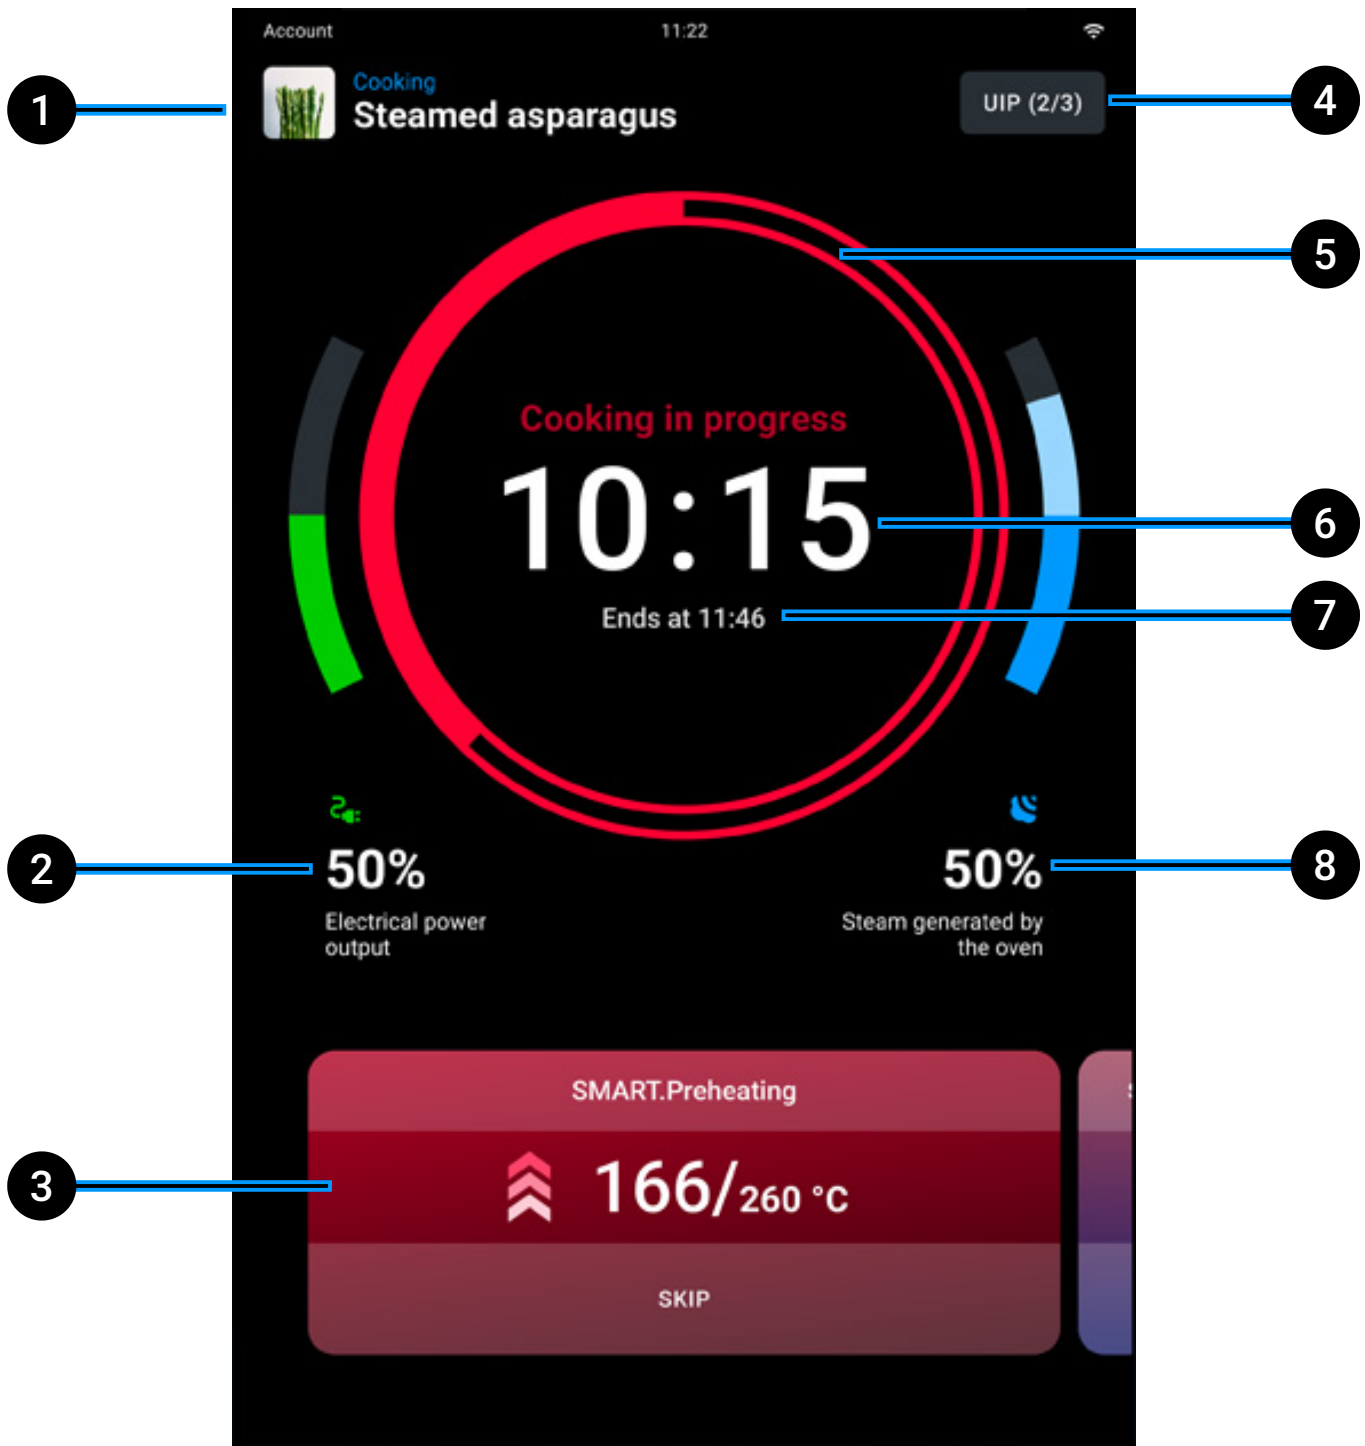 Account
11:22
1
Cooking
Steamed asparagus
UIP (2/3)
4
5
Cooking in progress
10:15
6
Ends at 11:46
7
2
50%
50%
8
Electrical power
output
Steam generated by
the oven
SMART.Preheating
3
166/260 °C
SKIP